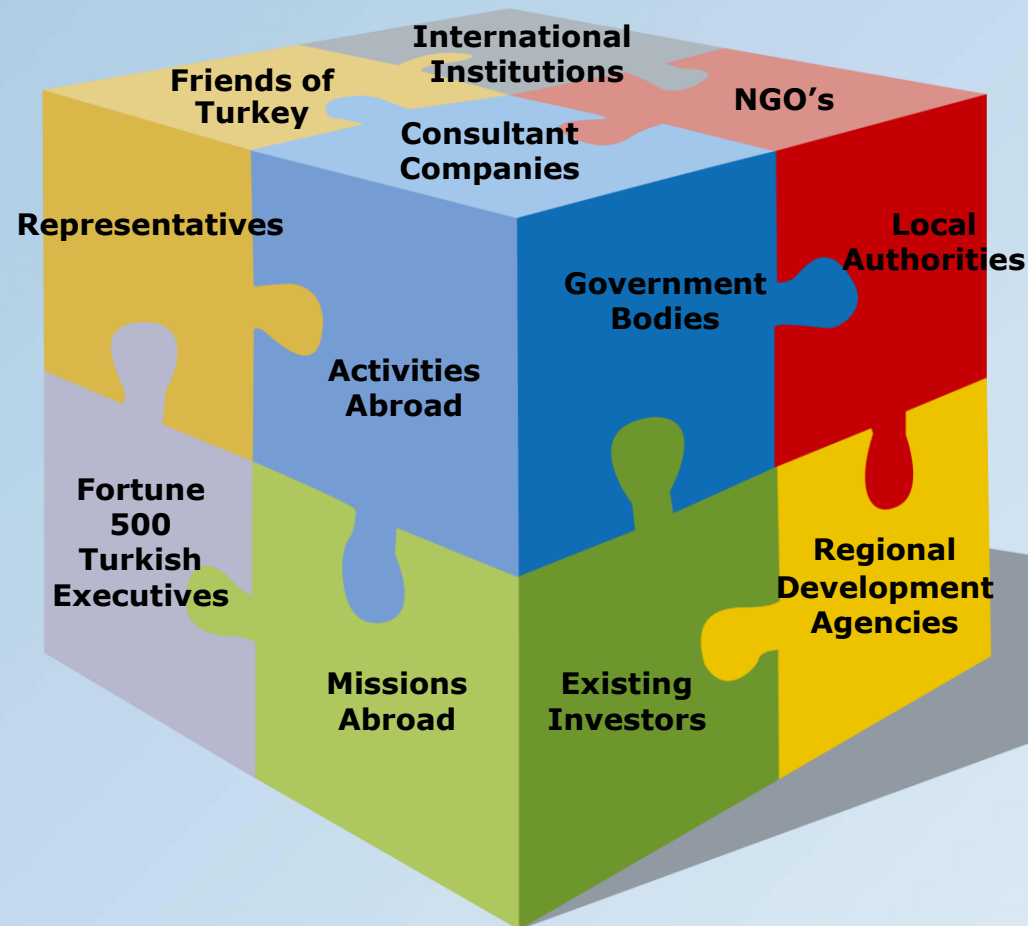 International
Institutions
Friends of
Turkey
NGO’s
Consultant
Companies
Representatives
Local
Authorities
Government
Bodies
Activities
Abroad
Fortune
500
Turkish
Executives
Regional
Development
Agencies
Missions
Abroad
Existing
Investors